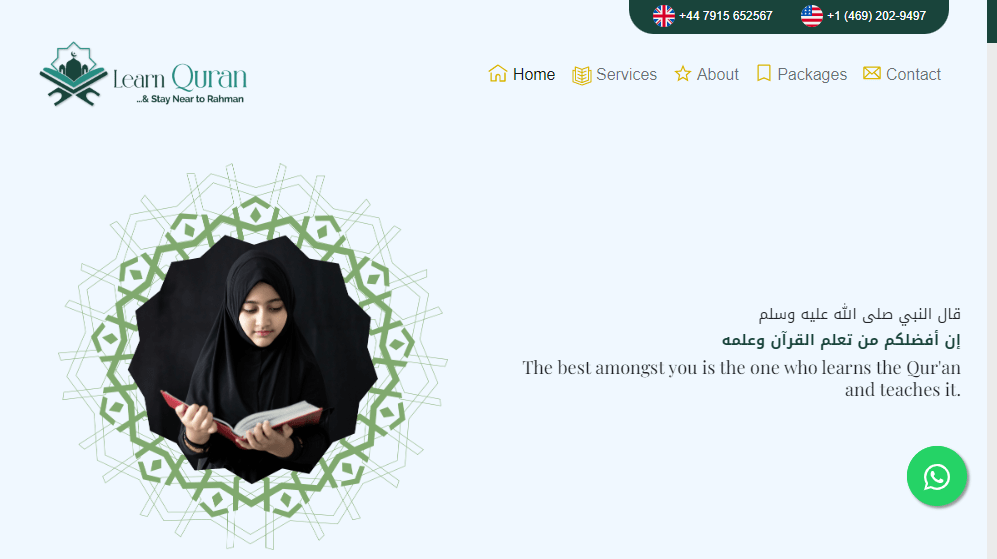 +44 7915 652567
+1 (469) 202-9497
Learn Quran
...& Stay Near to Rahman
Home
Services
About
Packages
Contact
قال النبي صلى الله عليه وسلم
إن أفضلكم من تعلم القرآن وعلمه
The best amongst you is the one who learns the Qur'an
and teaches it.